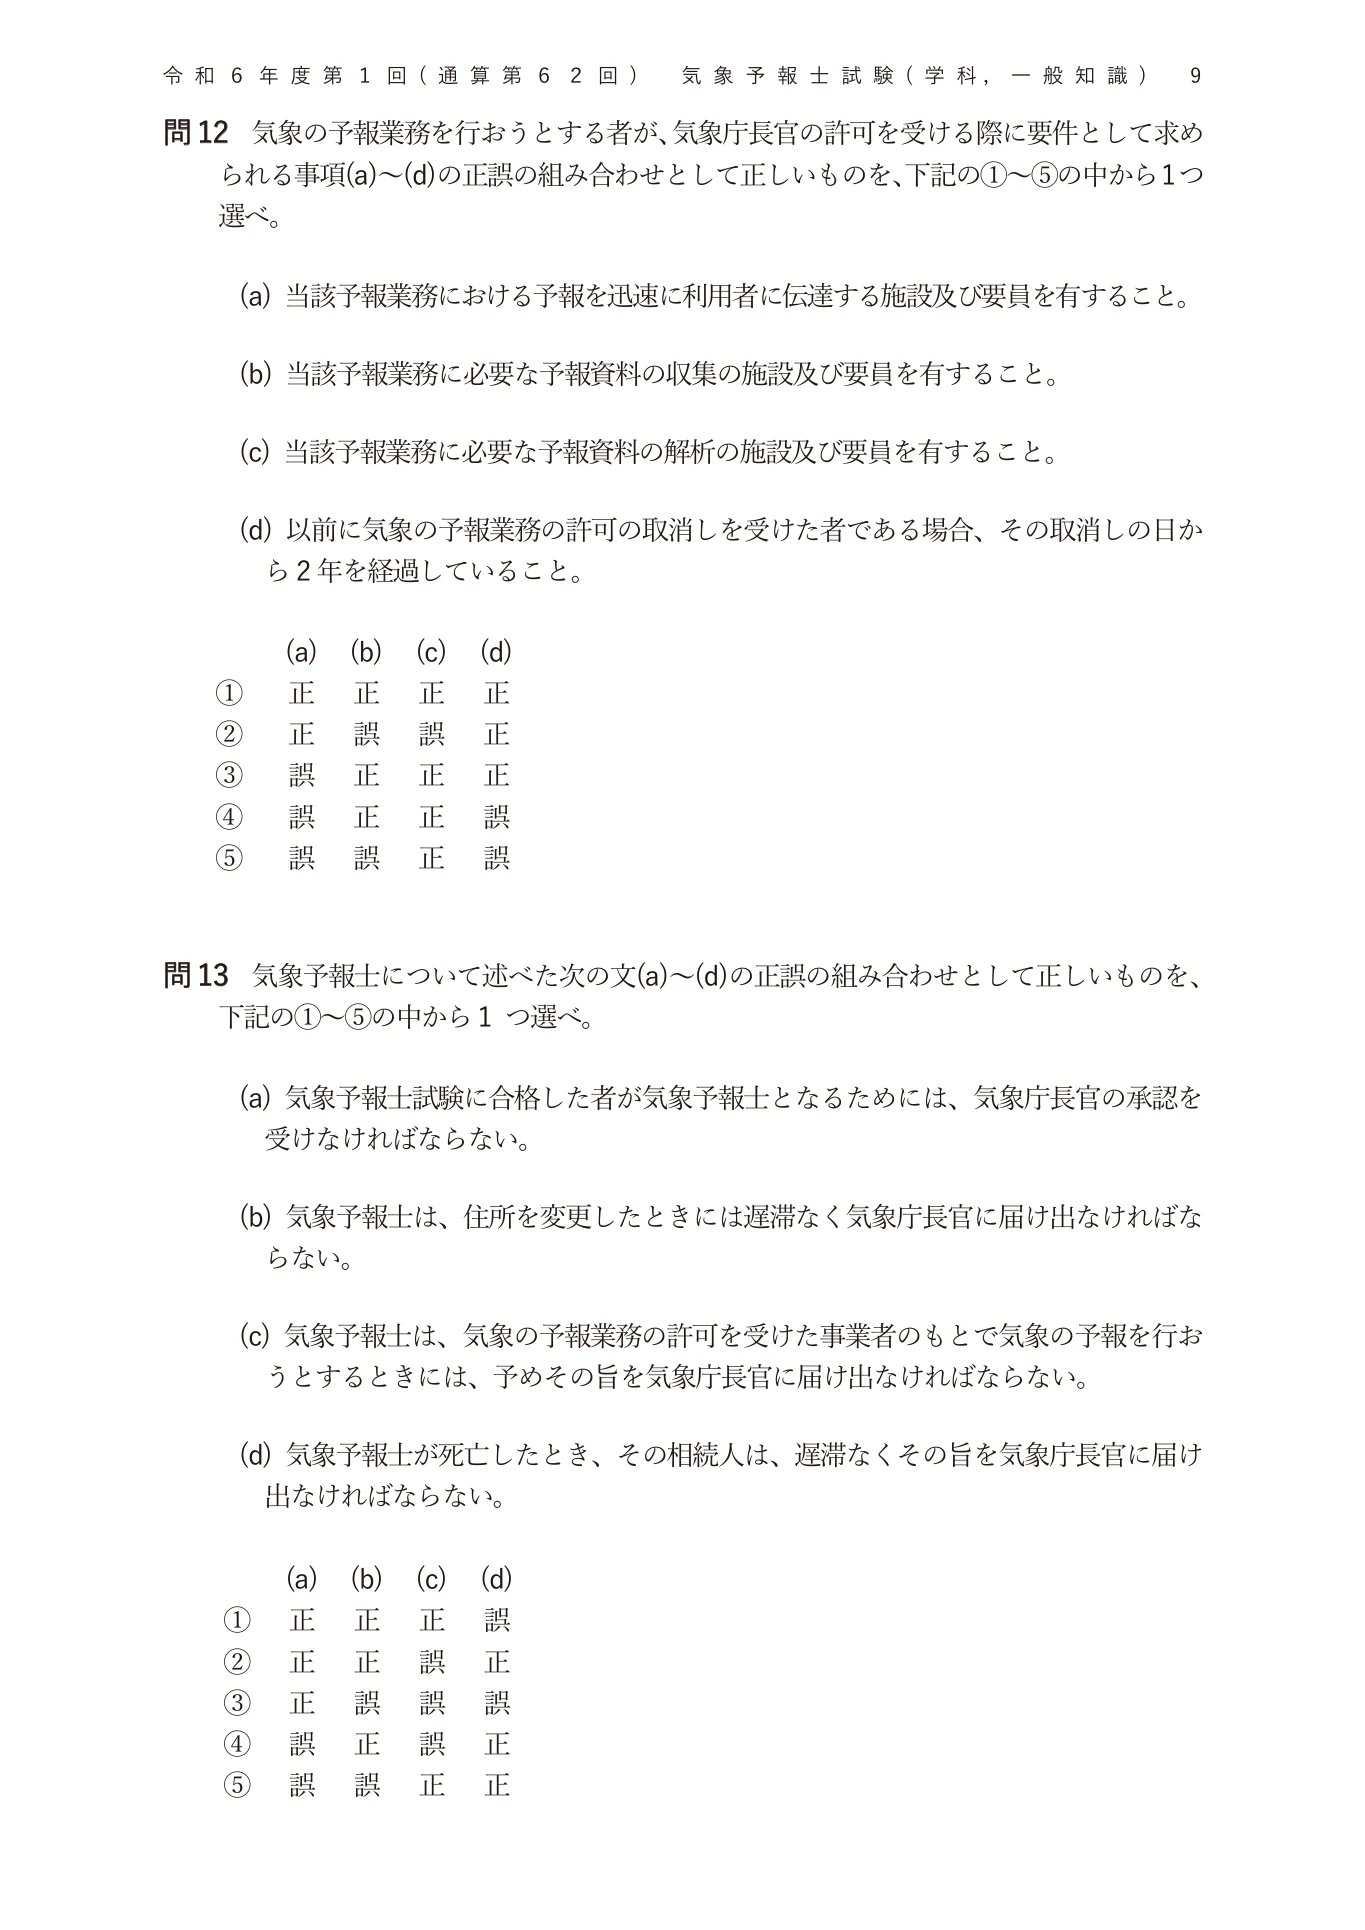 令和6年度第1回(通算第62回) 気象予報士試験(学科,一般知識) 9
問12 気象の予報業務を行おうとする者が、気象庁長官の許可を受ける際に要件として求め
られる事項(a)〜(d)の正誤の組み合わせとして正しいものを、下記の①〜⑤の中から1つ
選べ。
(a) 当該予報業務における予報を迅速に利用者に伝達する施設及び要員を有すること。
(b) 当該予報業務に必要な予報資料の収集の施設及び要員を有すること。
(c) 当該予報業務に必要な予報資料の解析の施設及び要員を有すること。
(d) 以前に気象の予報業務の許可の取消しを受けた者である場合、その取消しの日か
ら2年を経過していること。
(a) (b) (c) (d)
① 正 正 正 正
② 正 誤 誤 正
③ 誤 正 正 正
④ 誤 正 正 誤
⑤ 誤 誤 正 誤
問13 気象予報士について述べた次の文(a)〜(d)の正誤の組み合わせとして正しいものを、
下記の①〜⑤の中から1 つ選べ。
(a) 気象予報士試験に合格した者が気象予報士となるためには、気象庁長官の承認を
受けなければならない。
(b) 気象予報士は、住所を変更したときには遅滞なく気象庁長官に届け出なければな
らない。
(c) 気象予報士は、気象の予報業務の許可を受けた事業者のもとで気象の予報を行お
うとするときには、予めその旨を気象庁長官に届け出なければならない。
(d) 気象予報士が死亡したとき、その相続人は、遅滞なくその旨を気象庁長官に届け
出なければならない。
(a) (b) (c) (d)
① 正 正 正 誤
② 正 正 誤 正
③ 正 誤 誤 誤
④ 誤 正 誤 正
⑤ 誤 誤 正 正